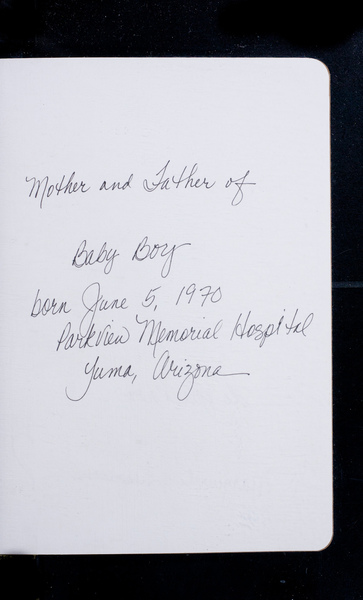 Mother and Father of
Baby Boy
born June 5, 1970
Parkview Memorial Hospital
Yuma, Arizona